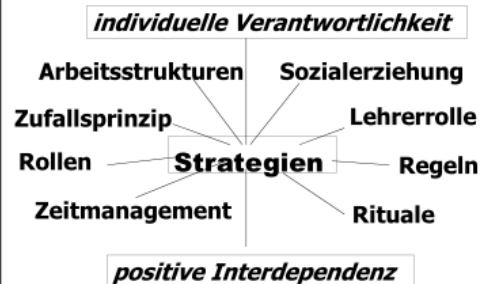 individuelle Verantwortlichkeit
Arbeitsstrukturen Sozialerziehung
Zufallsprinzip Lehrerrolle
Rollen Strategien Regeln
Zeitmanagement Rituale
positive Interdependenz